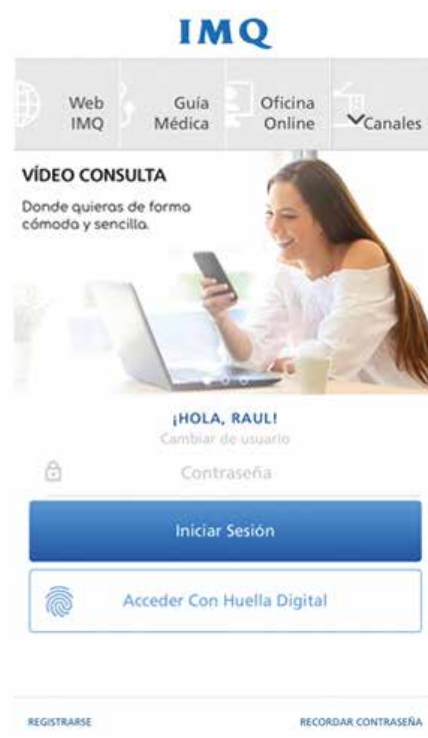 IMQ
Web
IMQ
Guía
Médica
Oficina
Online
Canales
VÍDEO CONSULTA
Donde quieras de forma
cómoda y sencilla.
¡HOLA, RAUL!
Cambiar de usuario
Contraseña
Iniciar Sesión
Acceder Con Huella Digital
REGISTRARSE
RECORDAR CONTRASEÑA